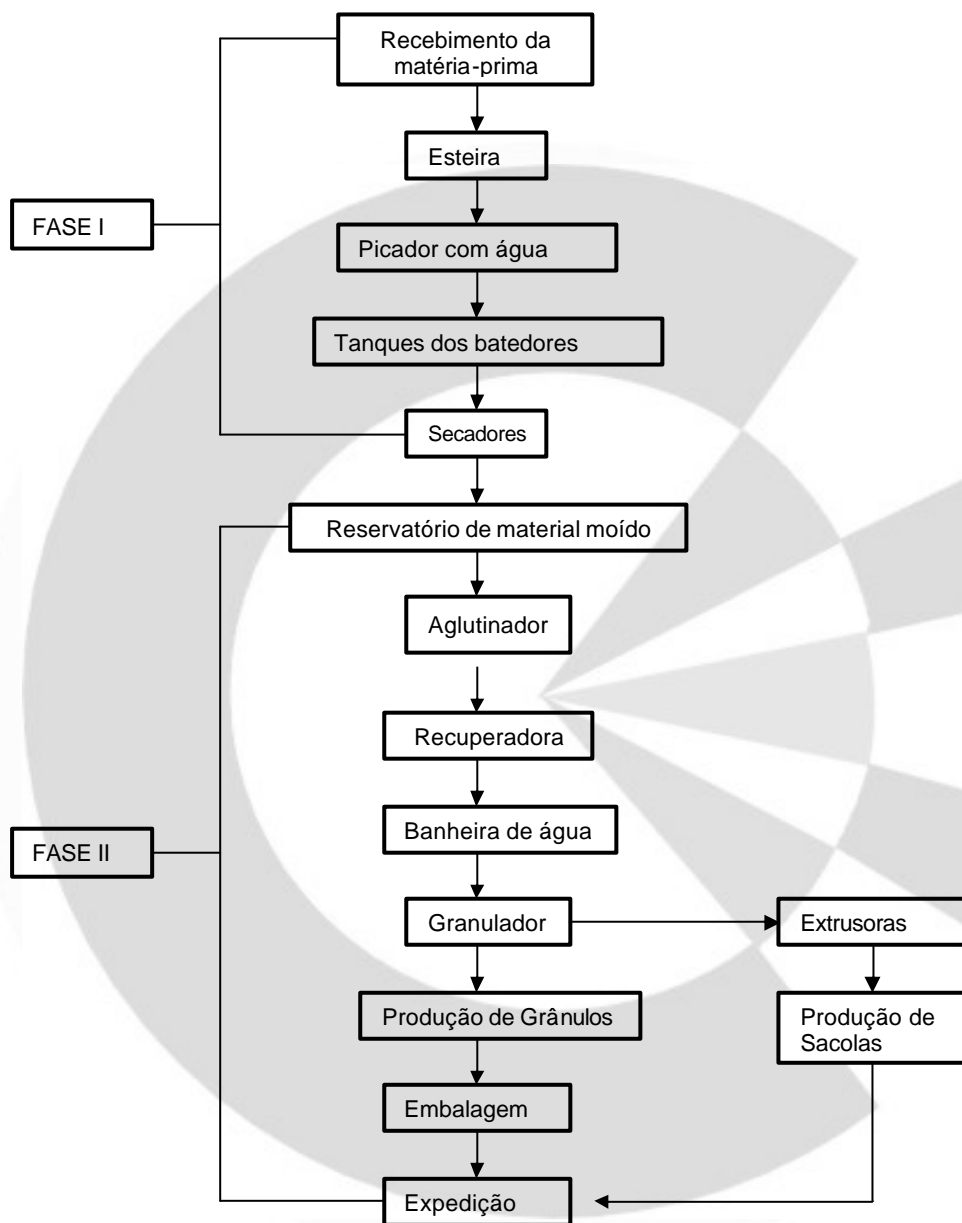 Recebimento da
matéria-prima
Esteira
FASE I
Picador com água
Tanques dos batedores
Secadores
Reservatório de material moído
Aglutinador
Recuperadora
Banheira de água
FASE II
Granulador
Extrusoras
Produção de Grânulos
Produção de
Sacolas
Embalagem
Expedição